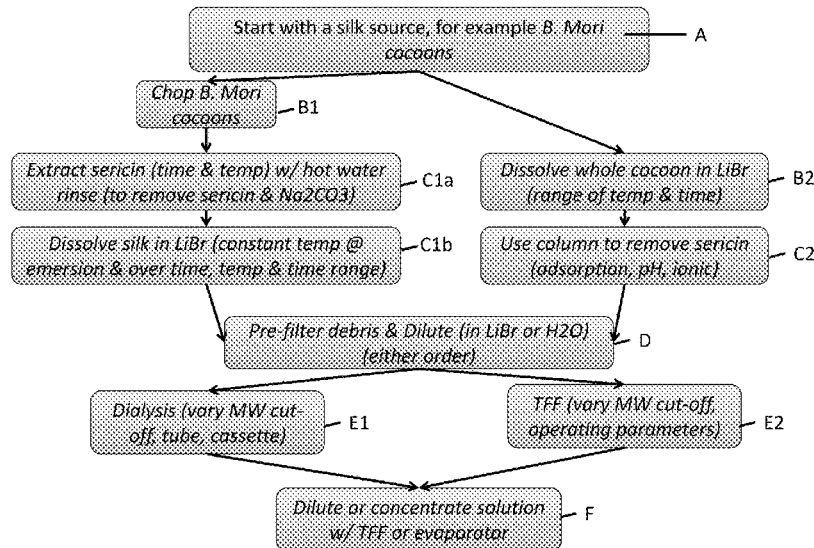 Start with a silk source, for example B. Mori
cocoons
A
Chop B. Mori
cocoons
B1
Extract sericin (time & temp) w/ hot water
rinse (to remove sericin & Na2CO3)
C1a
Dissolve whole cocoon in LiBr
(range of temp & time)
B2
Dissolve silk in LiBr (constant temp @
emersion & over time, temp & time range)
C1b
Use column to remove sericin
(adsorption, pH, ionic)
C2
Pre-filter debris & Dilute (in LiBr or H2O)
(either order)
D
Dialysis (vary MW cut-
off, tube, cassette)
E1
TFF (vary MW cut-off,
operating parameters)
E2
Dilute or concentrate solution
w/ TFF or evaporator
F